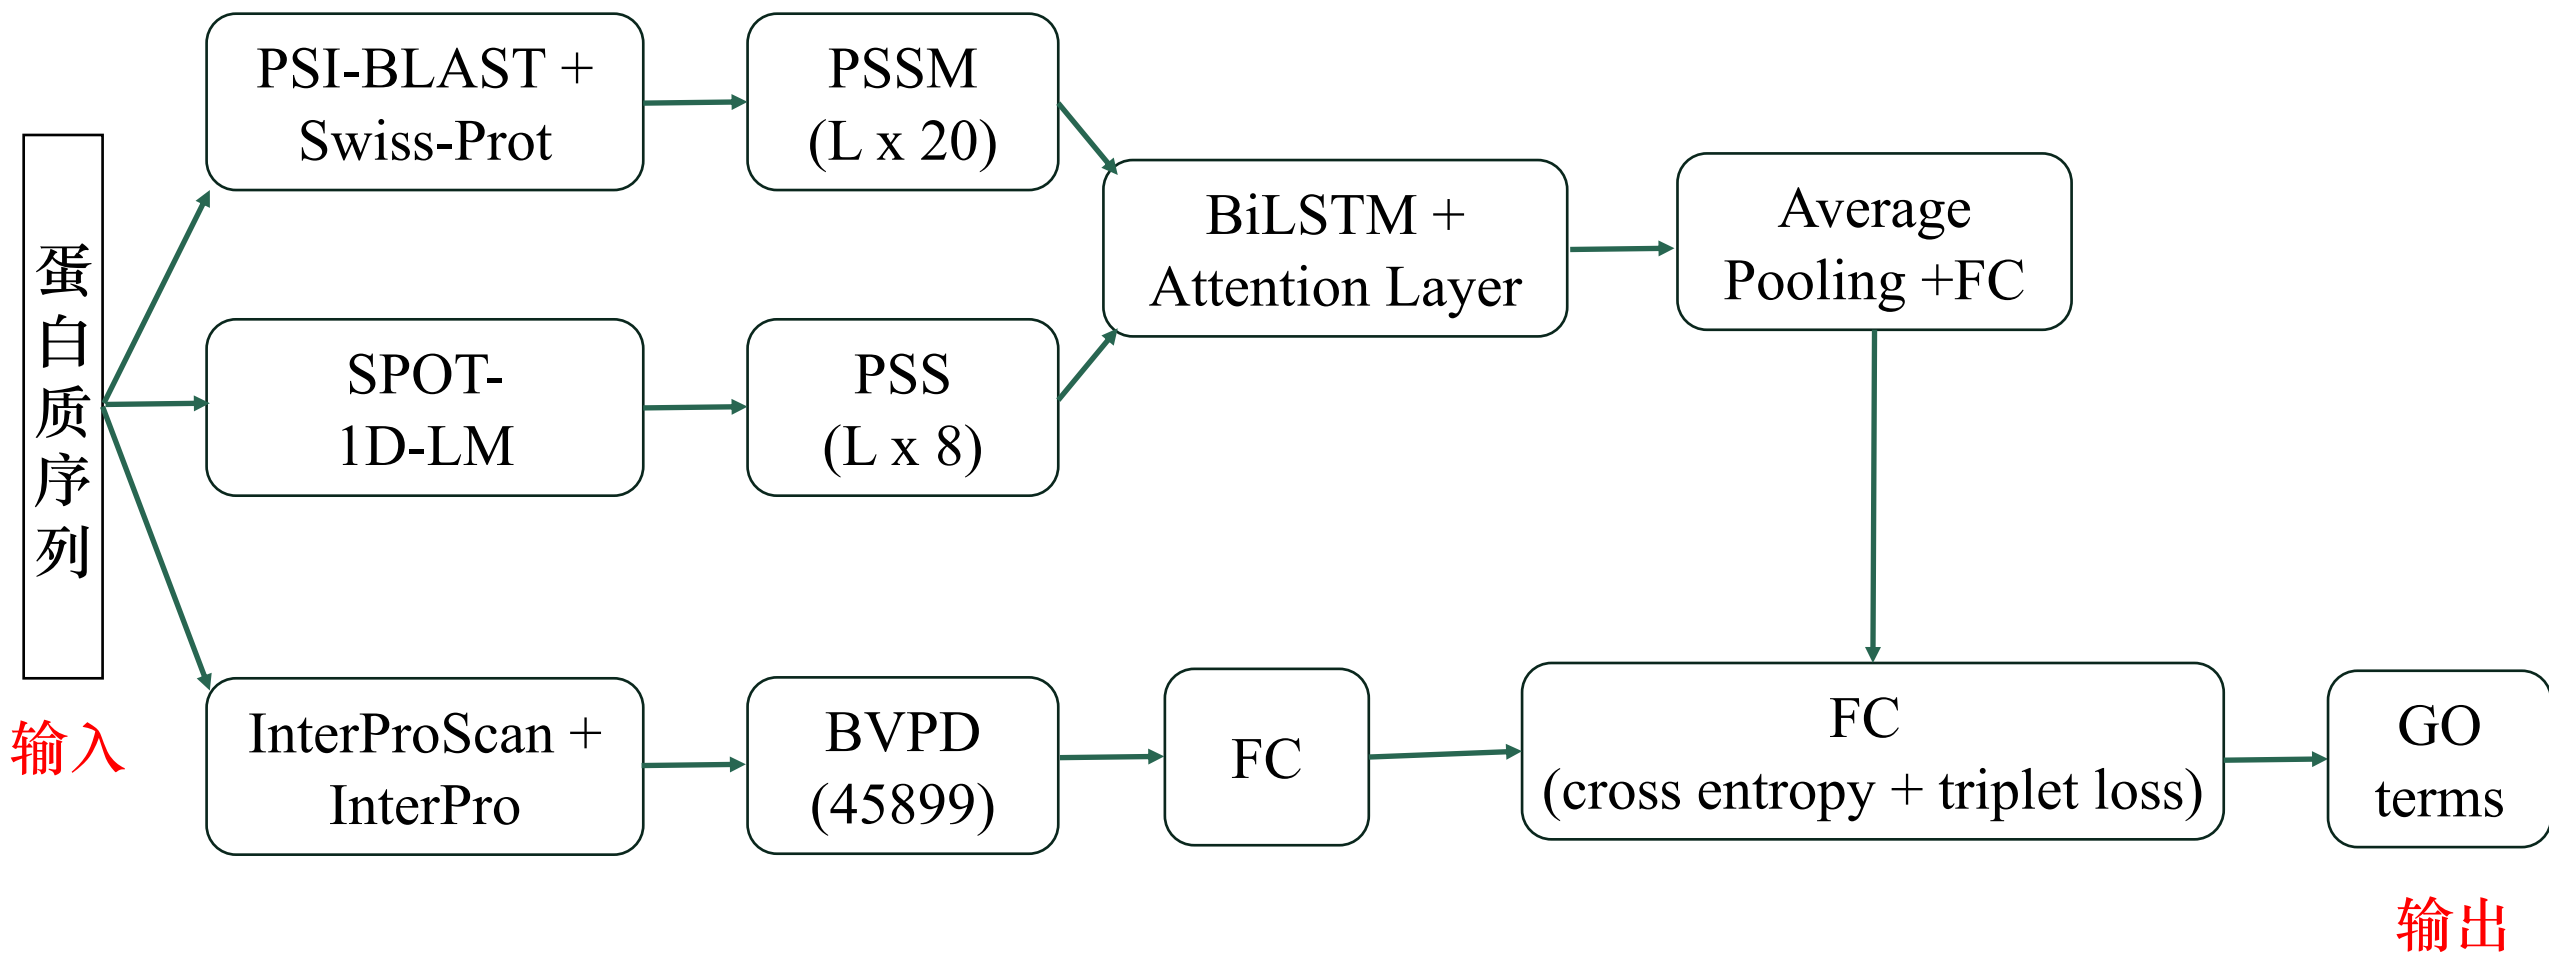 蛋白质序列
输入
PSI-BLAST +
Swiss-Prot
PSSM
(L x 20)
SPOT-
1D-LM
PSS
(L x 8)
BiLSTM +
Attention Layer
Average
Pooling +FC
InterProScan +
InterPro
BVPD
(45899)
FC
FC
(cross entropy + triplet loss)
GO
terms
输出